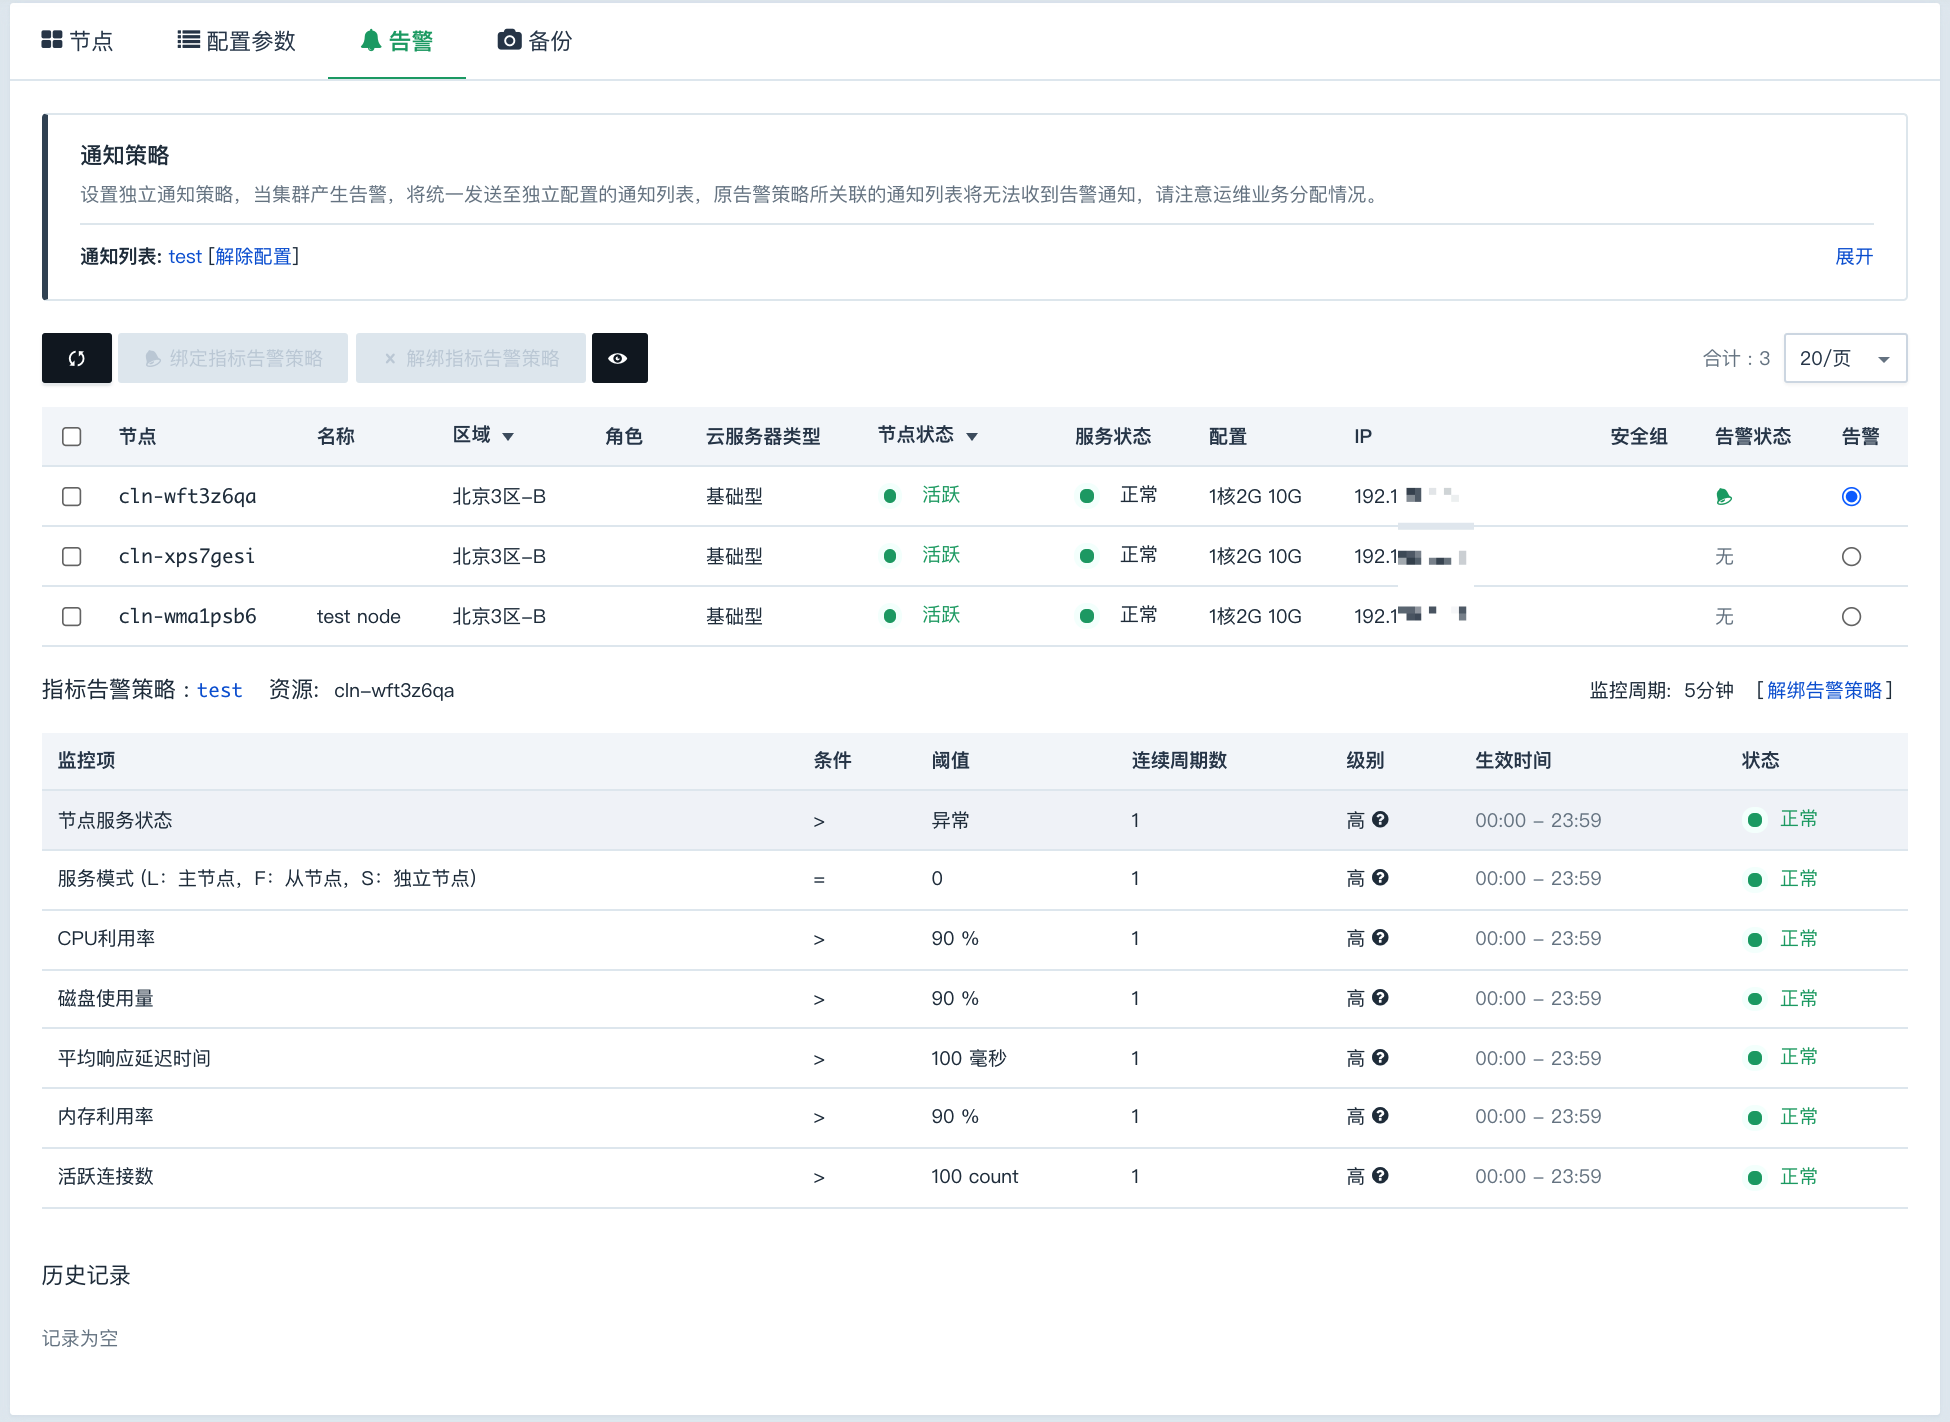 节点 配置参数 告警 备份
通知策略
设置独立通知策略，当集群产生告警，将统一发送至独立配置的通知列表，原告警策略所关联的通知列表将无法收到告警通知，请注意运维业务分配情况。
通知列表: test [解除配置] 展开
绑定指标告警策略 × 解绑指标告警策略 合计：3 20/页
节点 名称 区域 角色 云服务器类型 节点状态 服务状态 配置 IP 安全组 告警状态 告警
cln-wft3z6qa 北京3区-B 基础型 活跃 正常 1核2G 10G 192.1
cln-xps7gesi 北京3区-B 基础型 活跃 正常 1核2G 10G 192.1 无
cln-wma1psb6 test node 北京3区-B 基础型 活跃 正常 1核2G 10G 192.1 无
指标告警策略：test 资源: cln-wft3z6qa 监控周期: 5分钟 [解绑告警策略]
监控项 条件 阈值 连续周期数 级别 生效时间 状态
节点服务状态 > 异常 1 高 ? 00:00 – 23:59 正常
服务模式 (L：主节点，F：从节点，S：独立节点) = 0 1 高 ? 00:00 – 23:59 正常
CPU利用率 > 90 % 1 高 ? 00:00 – 23:59 正常
磁盘使用量 > 90 % 1 高 ? 00:00 – 23:59 正常
平均响应延迟时间 > 100 毫秒 1 高 ? 00:00 – 23:59 正常
内存利用率 > 90 % 1 高 ? 00:00 – 23:59 正常
活跃连接数 > 100 count 1 高 ? 00:00 – 23:59 正常
历史记录
记录为空